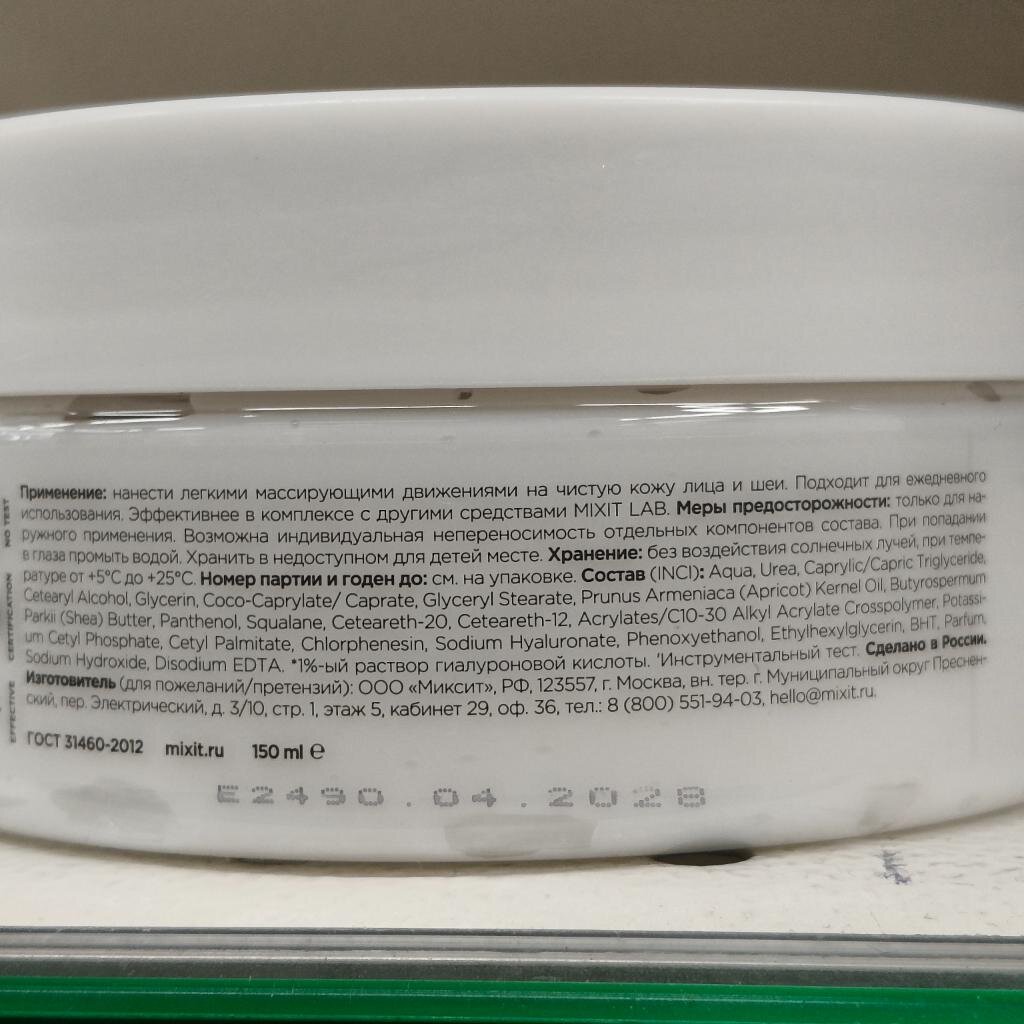 Применение: нанести легкими массирующими движениями на чистую кожу лица и шеи. Подходит для ежедневного
использования. Эффективнее в комплексе с другими средствами MIXIT LAB. Меры предосторожности: только для на-
ружного применения. Возможна индивидуальная непереносимость отдельных компонентов состава. При попадании
в глаза промыть водой. Хранить в недоступном для детей месте. Хранение: без воздействия солнечных лучей, при темпе-
ратуре от +5°C до +25°C. Номер партии и годен до: см. на упаковке. Состав (INCI): Aqua, Urea, Caprylic/Capric Triglyceride,
Cetearyl Alcohol, Glycerin, Coco-Caprylate/ Caprate, Glyceryl Stearate, Prunus Armeniaca (Apricot) Kernel Oil, Butyrospermum
Parkii (Shea) Butter, Panthenol, Squalane, Ceteareth-20, Ceteareth-12, Acrylates/C10-30 Alkyl Acrylate Crosspolymer, Potassi-
um Cetyl Phosphate, Cetyl Palmitate, Chlorphenesin, Sodium Hyaluronate, Phenoxyethanol, Ethylhexylglycerin, BHT, Parfum,
Sodium Hydroxide, Disodium EDTA. *1%-ый раствор гиалуроновой кислоты. 'Инструментальный тест. Сделано в России.
Изготовитель (для пожеланий/претензий): ООО «Миксит», РФ, 123557, г. Москва, вн. тер. г. Муниципальный округ Преснен-
ский, пер. Электрический, д. 3/10, стр. 1, этаж 5, кабинет 29, оф. 36, тел.: 8 (800) 551-94-03, hello@mixit.ru.
ГОСТ 31460-2012 mixit.ru 150 ml ℮
E2490.04.2028
NO TEST
CERTIFICATION
EFFECTIVE